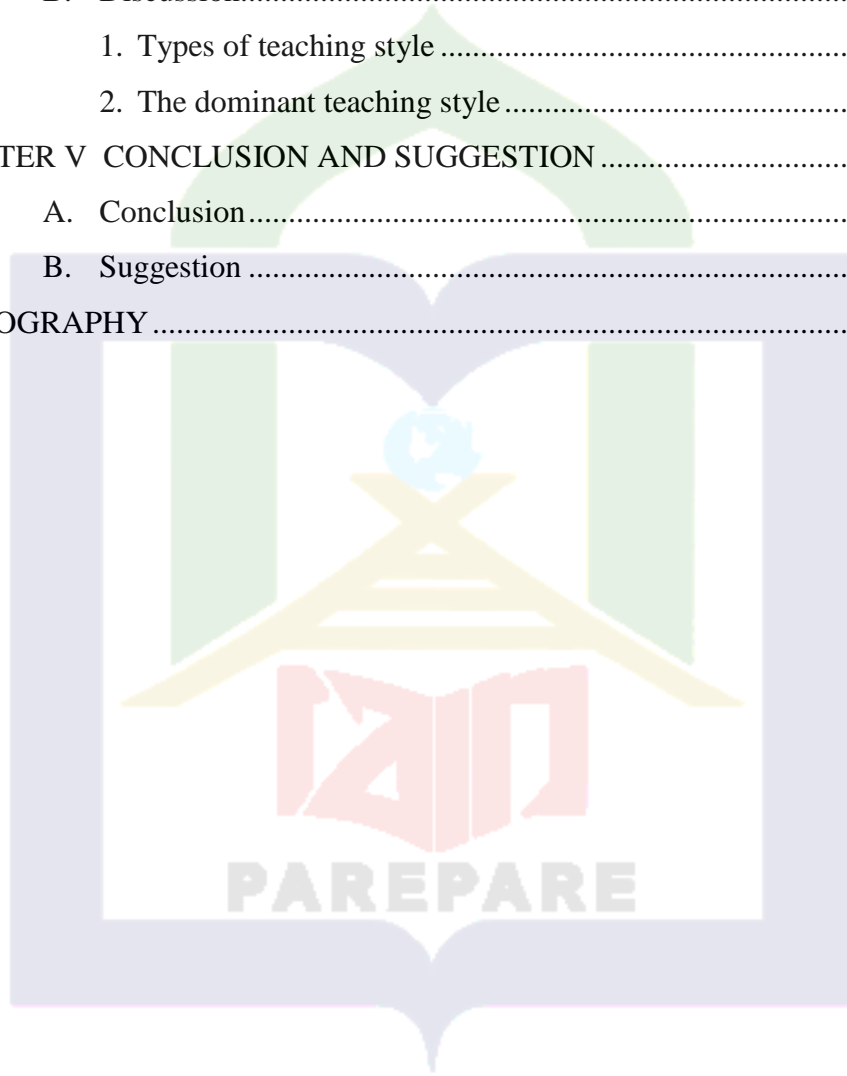 Discussion................................................................................
1. Types of teaching style .......................................................
2. The dominant teaching style ..............................................
TER V CONCLUSION AND SUGGESTION .................................
A. Conclusion..............................................................................
B. Suggestion ..............................................................................
OGRAPHY ..................................................................................
iain
PAREPARE